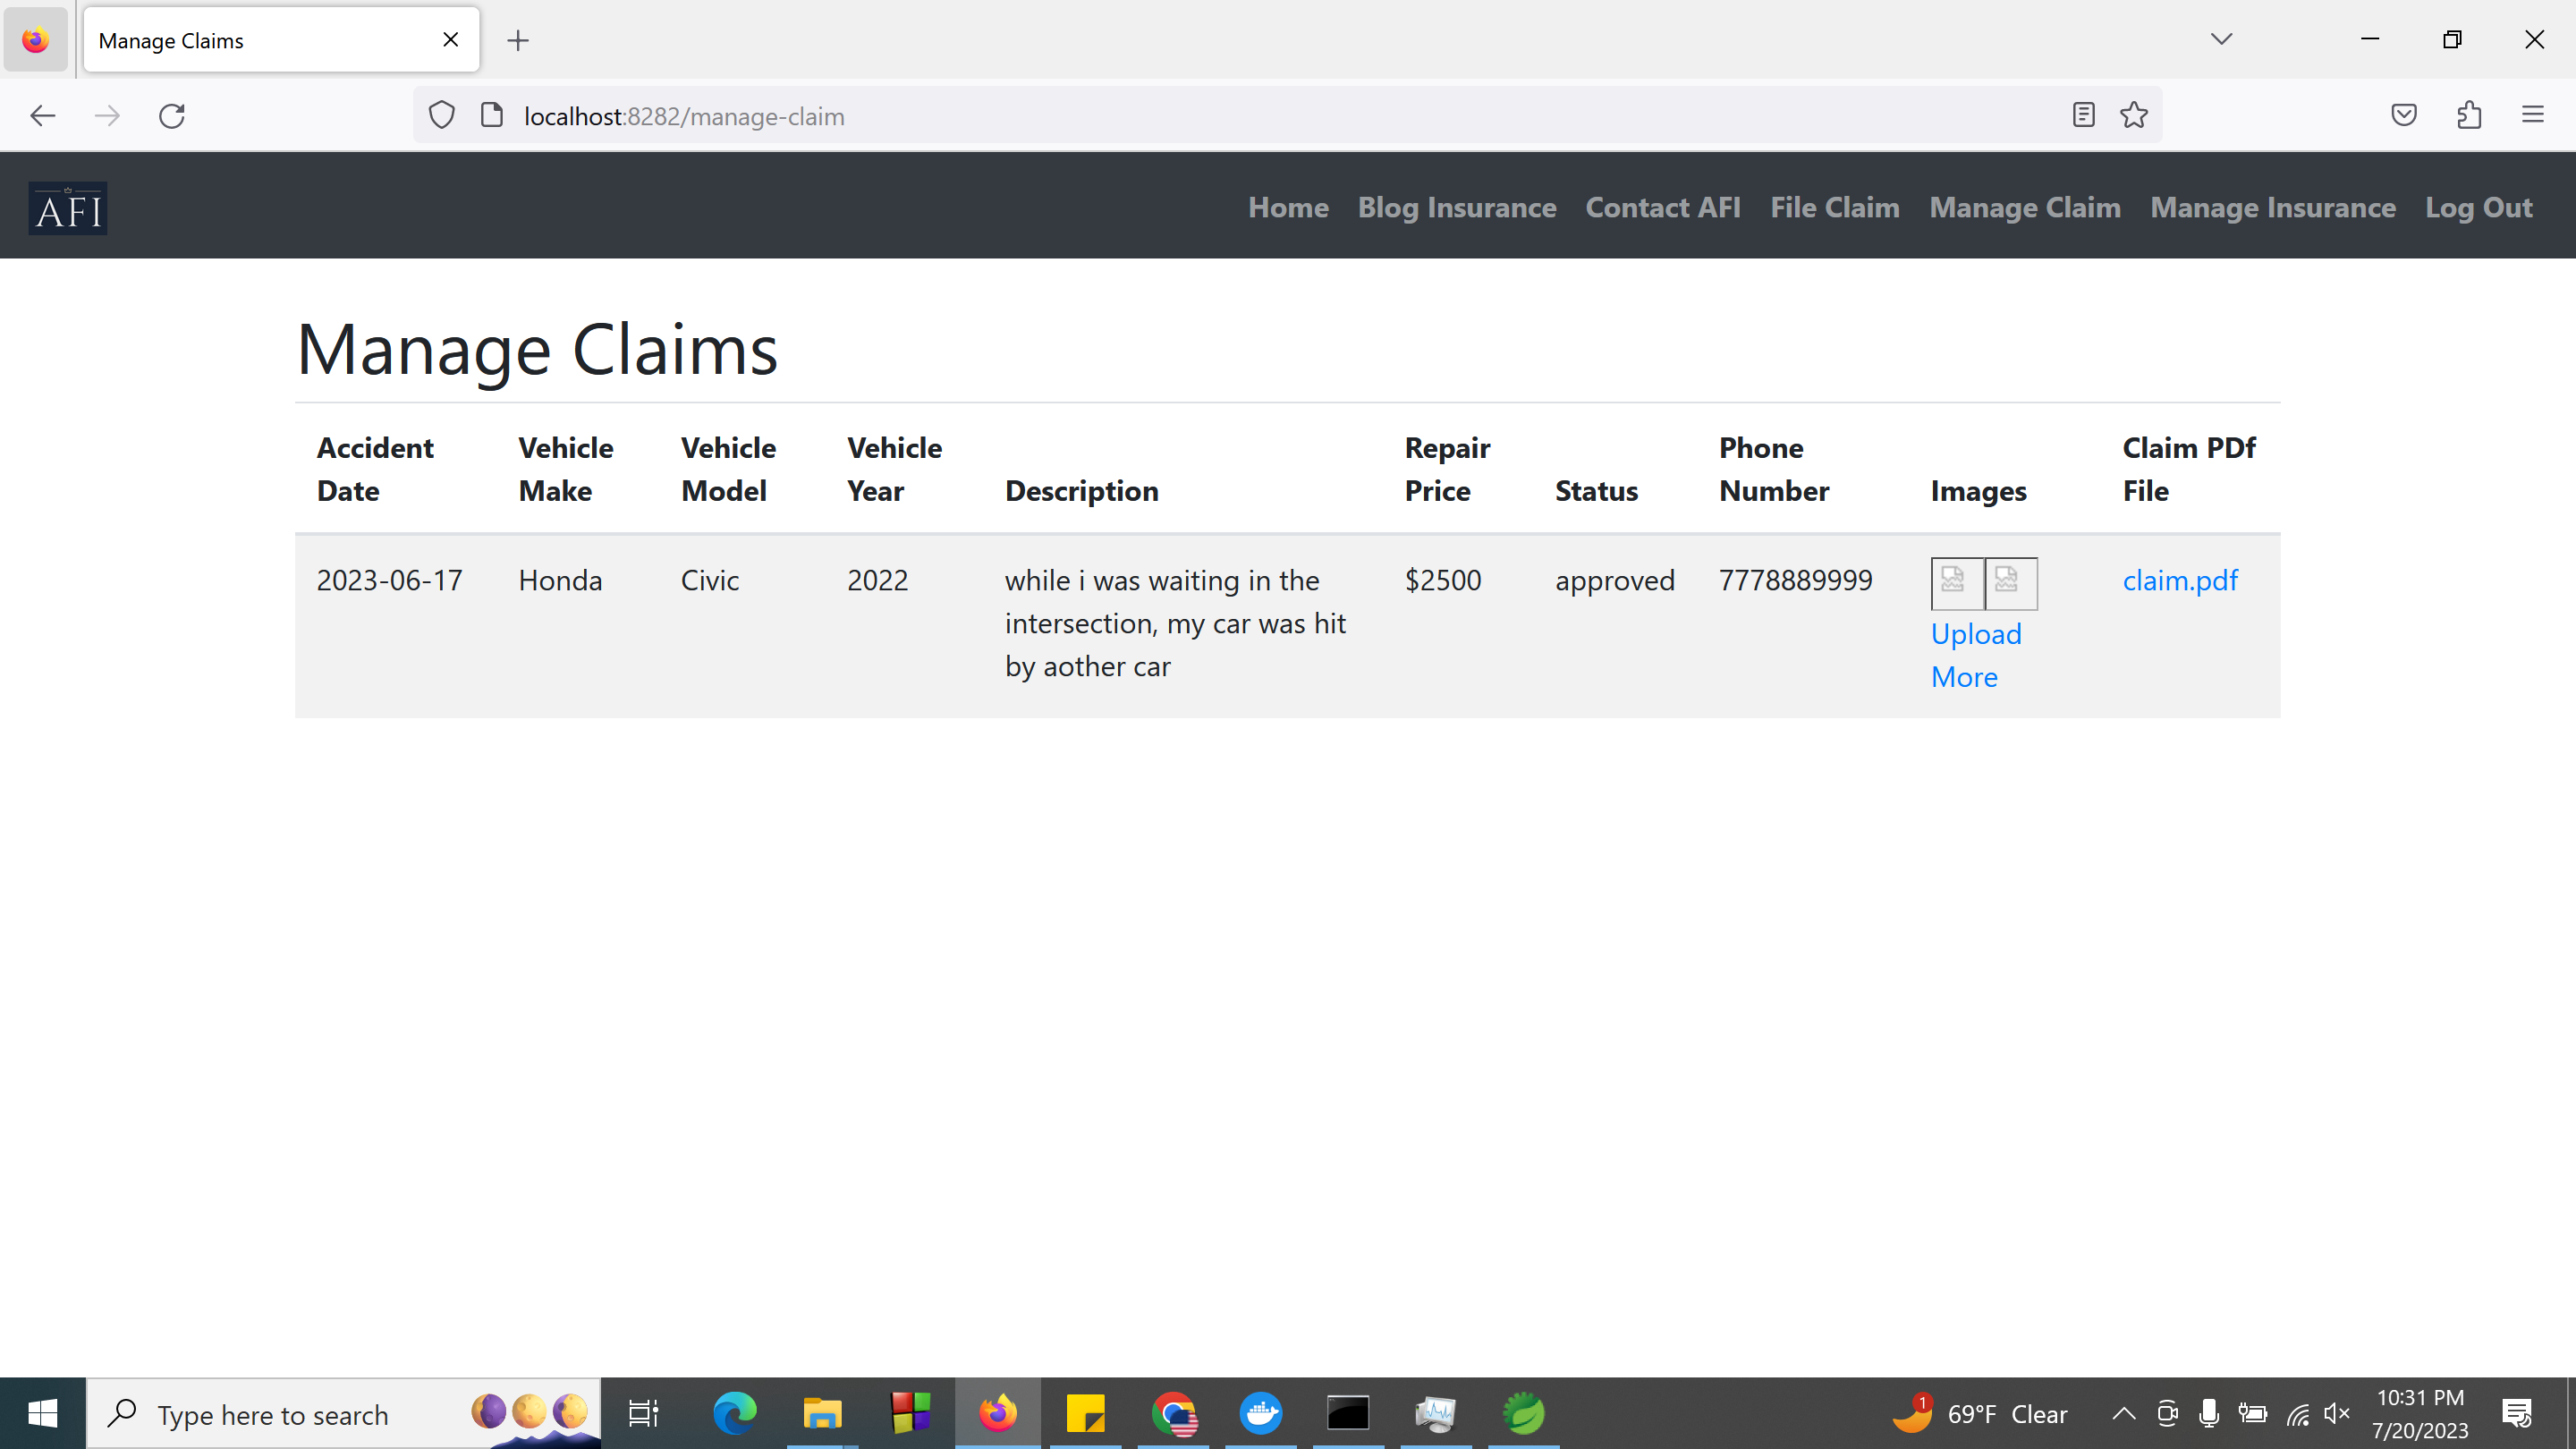 Manage Claims
localhost:8282/manage-claim
AFI
Home Blog Insurance Contact AFI File Claim Manage Claim Manage Insurance Log Out
Manage Claims
Accident Date Vehicle Make Vehicle Model Vehicle Year Description Repair Price Status Phone Number Images Claim PDf File
2023-06-17 Honda Civic 2022 while i was waiting in the $2500 approved 7778889999 claim.pdf
intersection, my car was hit Upload
by aother car More
Type here to search
1
69°F Clear
10:31 PM
7/20/2023